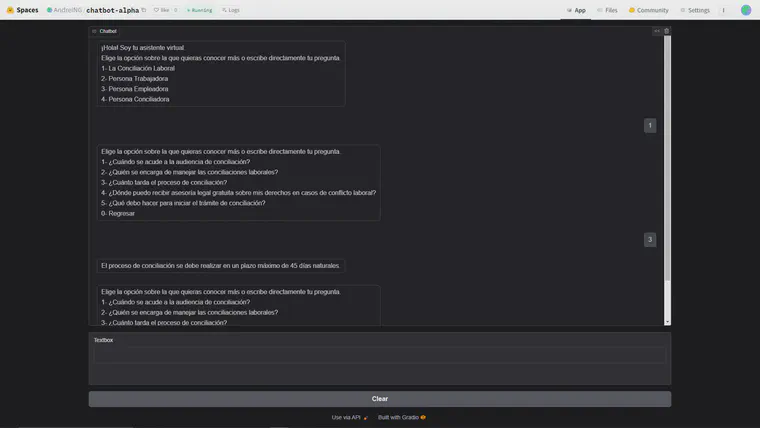 Spaces
AndreiNG
chatbot-alpha
like
0
Running
Logs
App
Files
Community
Settings
Chatbot
¡Hola! Soy tu asistente virtual.
Elige la opción sobre la que quieras conocer más o escribe directamente tu pregunta.
1- La Conciliación Laboral
2- Persona Trabajadora
3- Persona Empleadora
4- Persona Conciliadora
1
Elige la opción sobre la que quieras conocer más o escribe directamente tu pregunta.
1- ¿Cuándo se acude a la audiencia de conciliación?
2- ¿Quién se encarga de manejar las conciliaciones laborales?
3- ¿Cuánto tarda el proceso de conciliación?
4- ¿Dónde puedo recibir asesoría legal gratuita sobre mis derechos en casos de conflicto laboral?
5- ¿Qué debo hacer para iniciar el trámite de conciliación?
0- Regresar
3
El proceso de conciliación se debe realizar en un plazo máximo de 45 días naturales.
Elige la opción sobre la que quieras conocer más o escribe directamente tu pregunta.
1- ¿Cuándo se acude a la audiencia de conciliación?
2- ¿Quién se encarga de manejar las conciliaciones laborales?
3- ¿Cuánto tarda el proceso de conciliación?
Textbox
Clear
Use via API
Built with Gradio